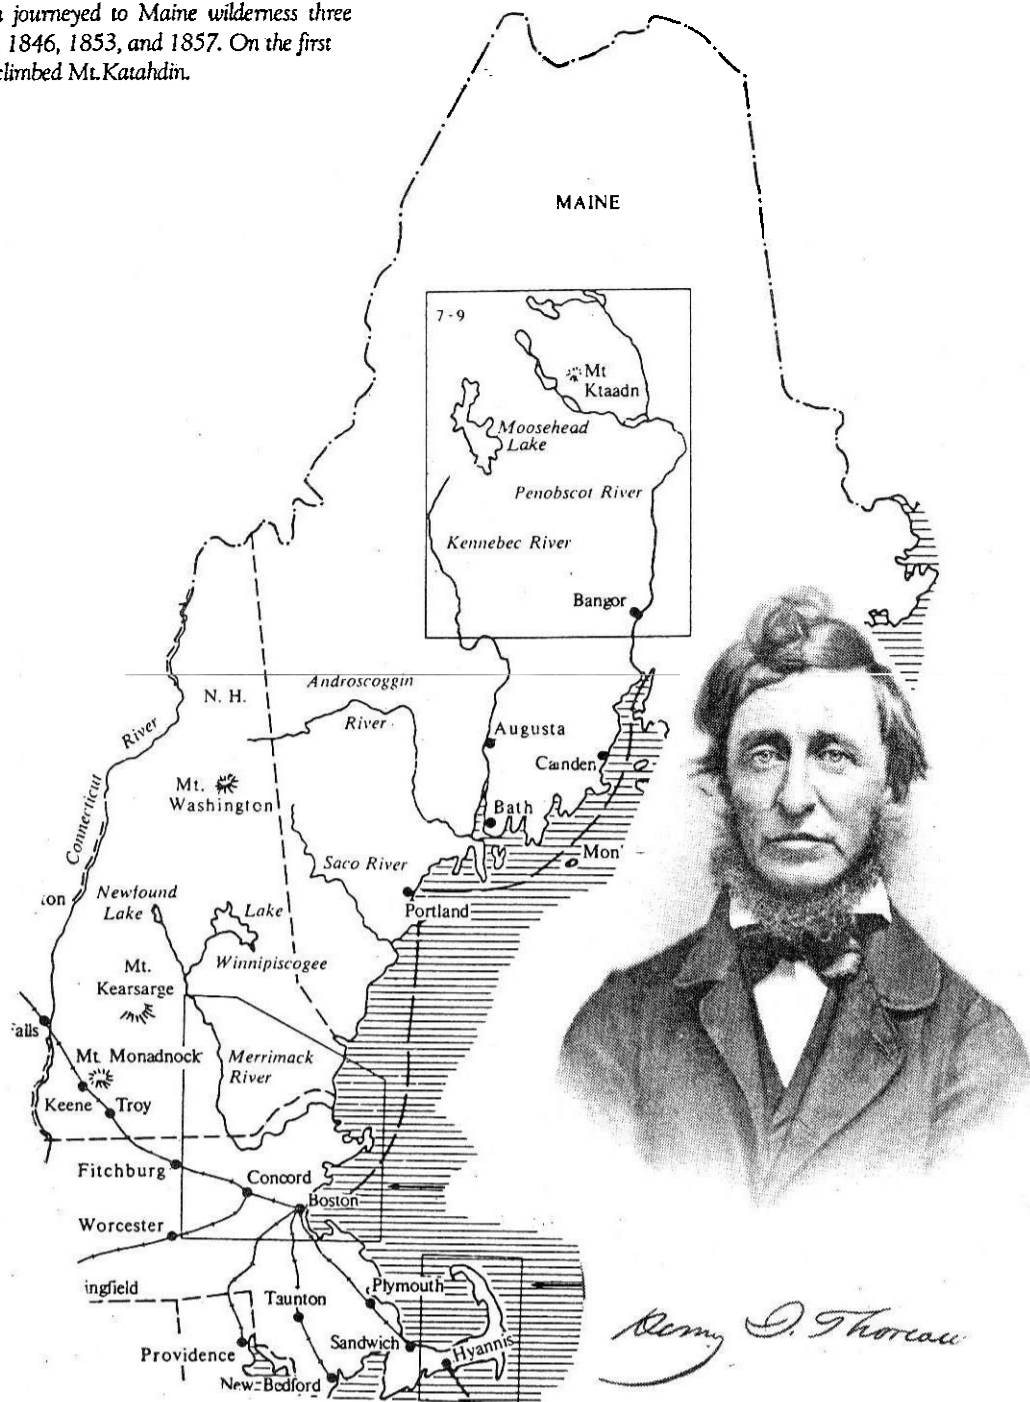 journeyed to Maine wilderness three
1846, 1853, and 1857. On the first
climbed Mt.Katahdin.
MAINE
7-9
Mt
Ktaadn
Moosehead
Lake
Penobscot River
Kennebec River
Bangor
Androscoggin
River
N. H.
Augusta
Camden
Connecticut River
Mt.
Washington
Bath
Mon
Saco River
ton
Newfound
Lake
Lake
Winnipiscogee
Portland
Mt.
Kearsarge
alls
Mt. Monadnock
Merrimack
River
Keene
Troy
Fitchburg
Concord
Boston
Worcester
ingfield
Taunton
Plymouth
Sandwich
Hyannis
Providence
New-Bedford
Henry D. Thoreau